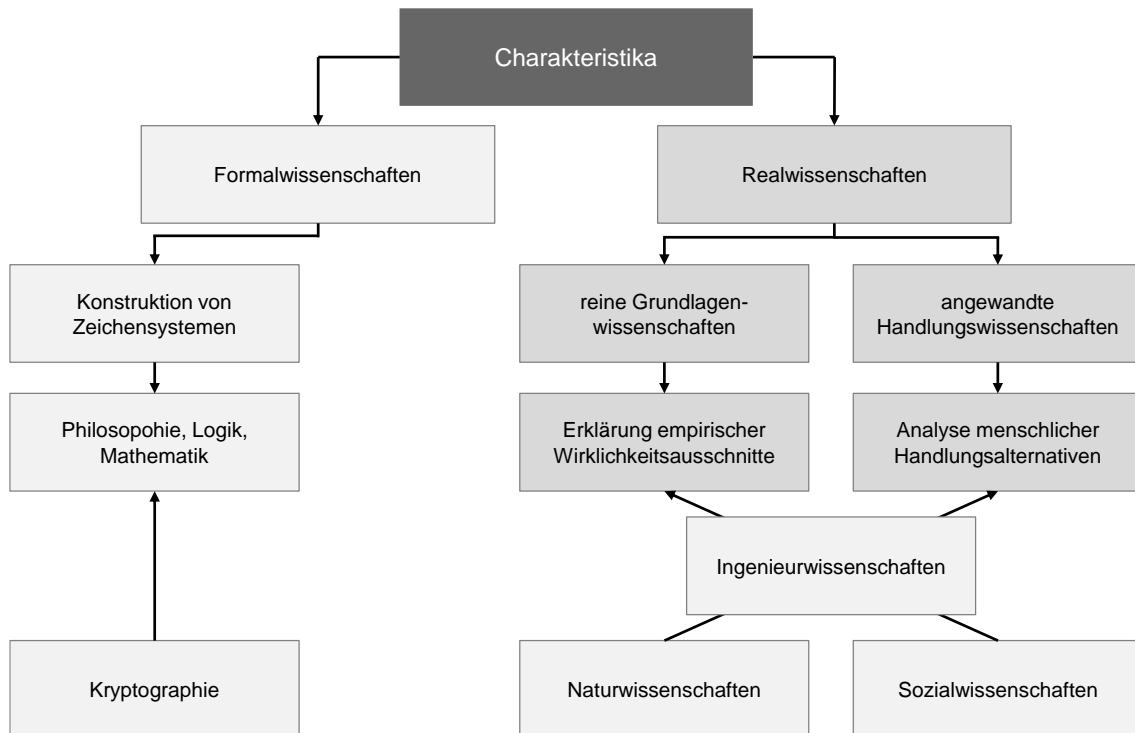 Charakteristika
Formalwissenschaften
Realwissenschaften
Konstruktion von
Zeichensystemen
reine Grundlagen-
wissenschaften
angewandte
Handlungswissenschaften
Philosopohie, Logik,
Mathematik
Erklärung empirischer
Wirklichkeitsausschnitte
Analyse menschlicher
Handlungsalternativen
Ingenieurwissenschaften
Kryptographie
Naturwissenschaften
Sozialwissenschaften